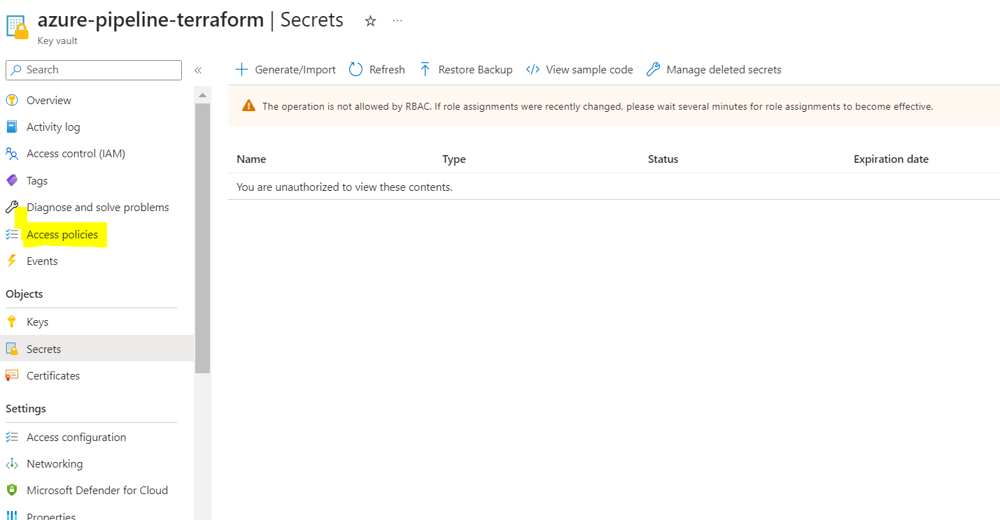 azure-pipeline-terraform | Secrets
Key vault
Search
Overview
Activity log
Access control (IAM)
Tags
Diagnose and solve problems
Access policies
Events
Objects
Keys
Secrets
Certificates
Settings
Access configuration
Networking
Microsoft Defender for Cloud
Properties
Generate/Import Refresh Restore Backup View sample code Manage deleted secrets
The operation is not allowed by RBAC. If role assignments were recently changed, please wait several minutes for role assignments to become effective.
Name Type Status Expiration date
You are unauthorized to view these contents.